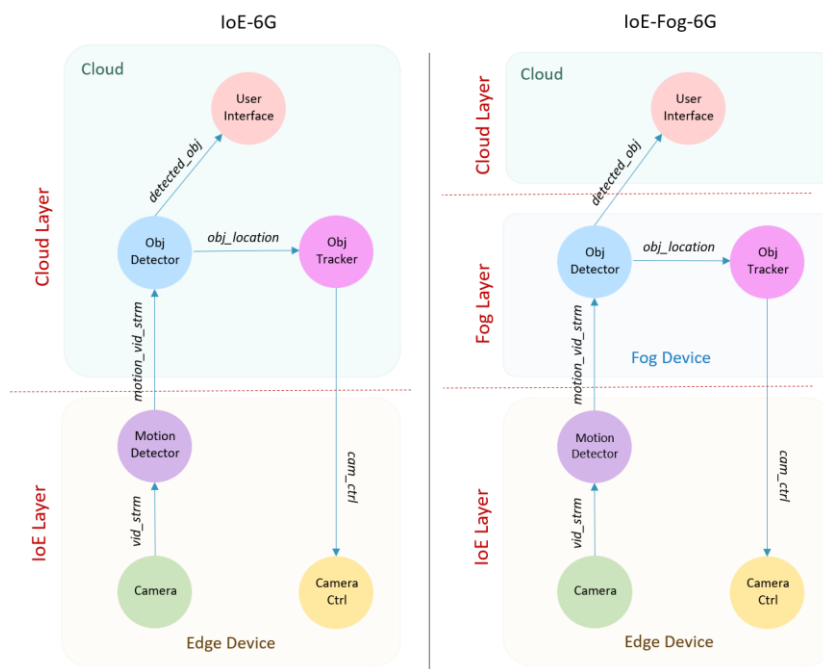 IoE-6G
Cloud
User
Interface
detected_obj
Cloud Layer
Obj
Detector
obj_location
Obj
Tracker
motion_vid_strm
Motion
Detector
vid_strm
cam_ctrl
IoE Layer
Camera
Camera
Ctrl
Edge Device
IoE-Fog-6G
Cloud
Cloud Layer
User
Interface
detected_obj
Fog Layer
Obj
Detector
obj_location
Obj
Tracker
motion_vid_strm
Fog Device
Motion
Detector
vid_strm
cam_ctrl
IoE Layer
Camera
Camera
Ctrl
Edge Device